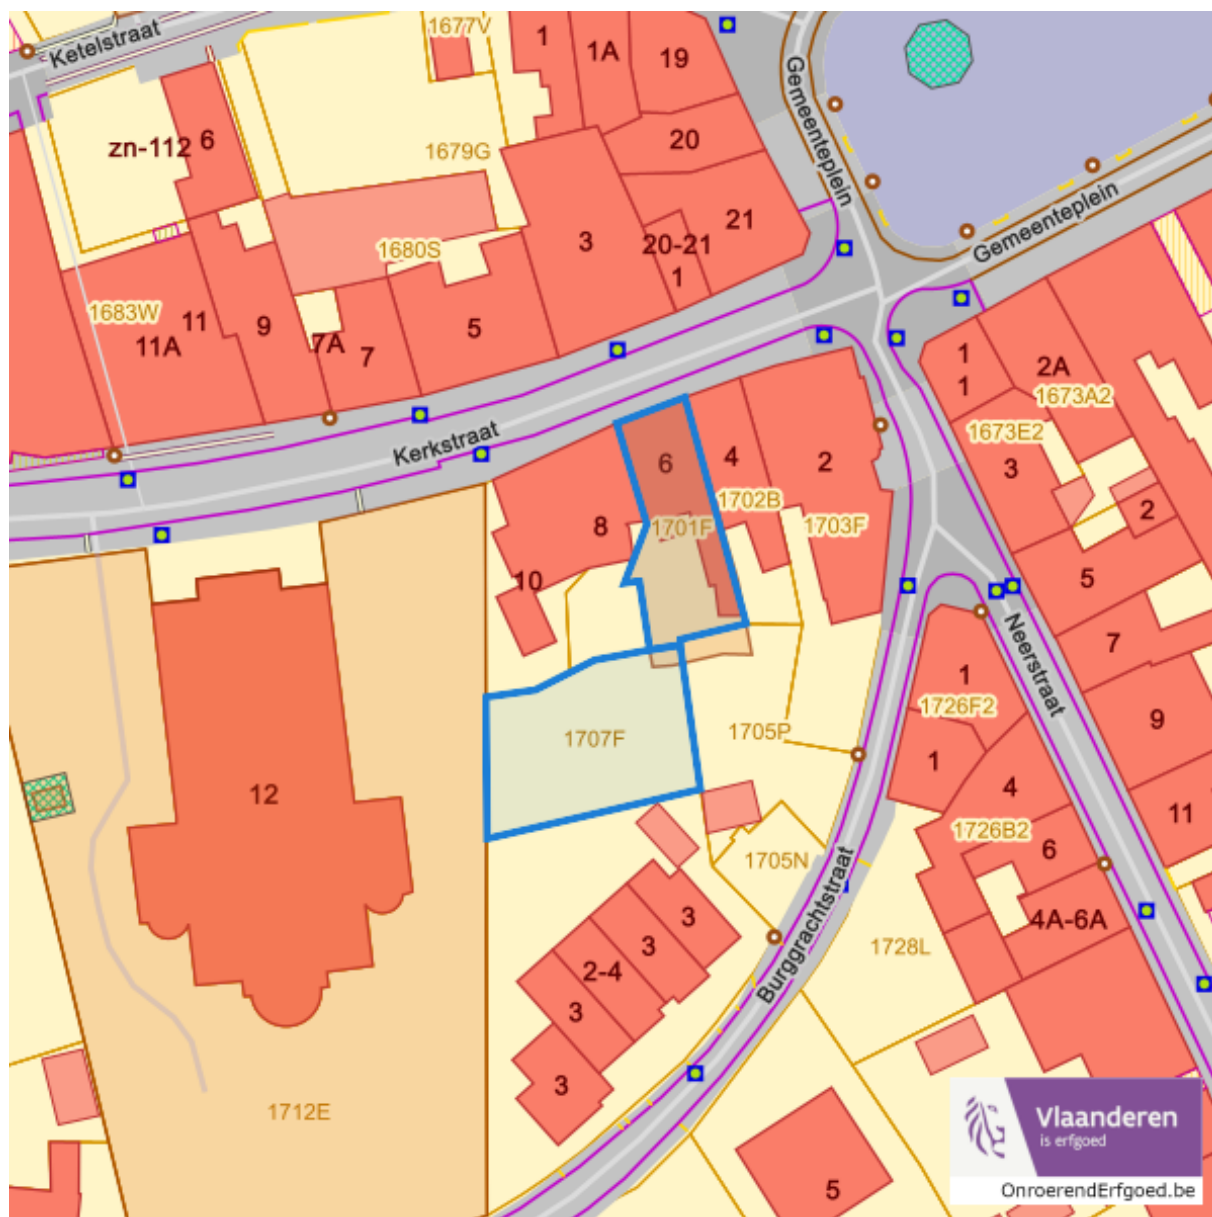 Ketelstraat
1677V
1
1A
19
Gemeenteplein
zn-112
6
1679G
20
Gemeenteplein
3
21
20-21
1
1680S
1683W
11
11A
9
7A
7
5
1
1
2A
1673A2
1673E2
3
Kerkstraat
6
4
2
1702B
1701F
1703F
8
10
2
5
7
Neerstraat
1
1726F2
9
1
1707F
1705P
12
4
11
1726B2
6
1705N
4A-6A
3
3
2-4
3
3
Burggrachtstraat
1728L
1712E
5
Vlaanderen
is erfgoed
OnroerendErfgoed.be